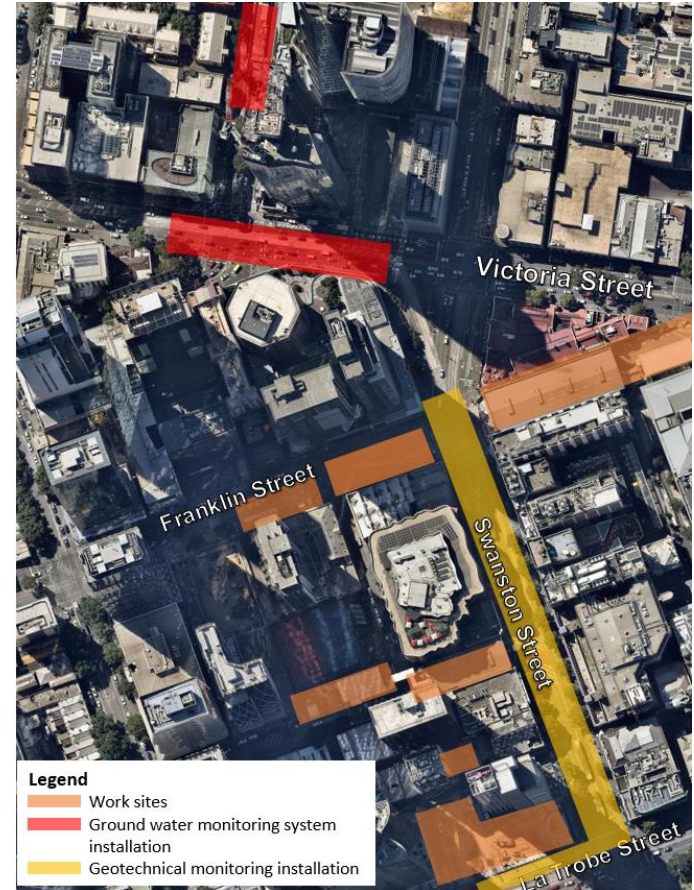 Victoria Street
Franklin Street
Swanston Street
La Trobe Street
Legend
Work sites
Ground water monitoring system
installation
Geotechnical monitoring installation